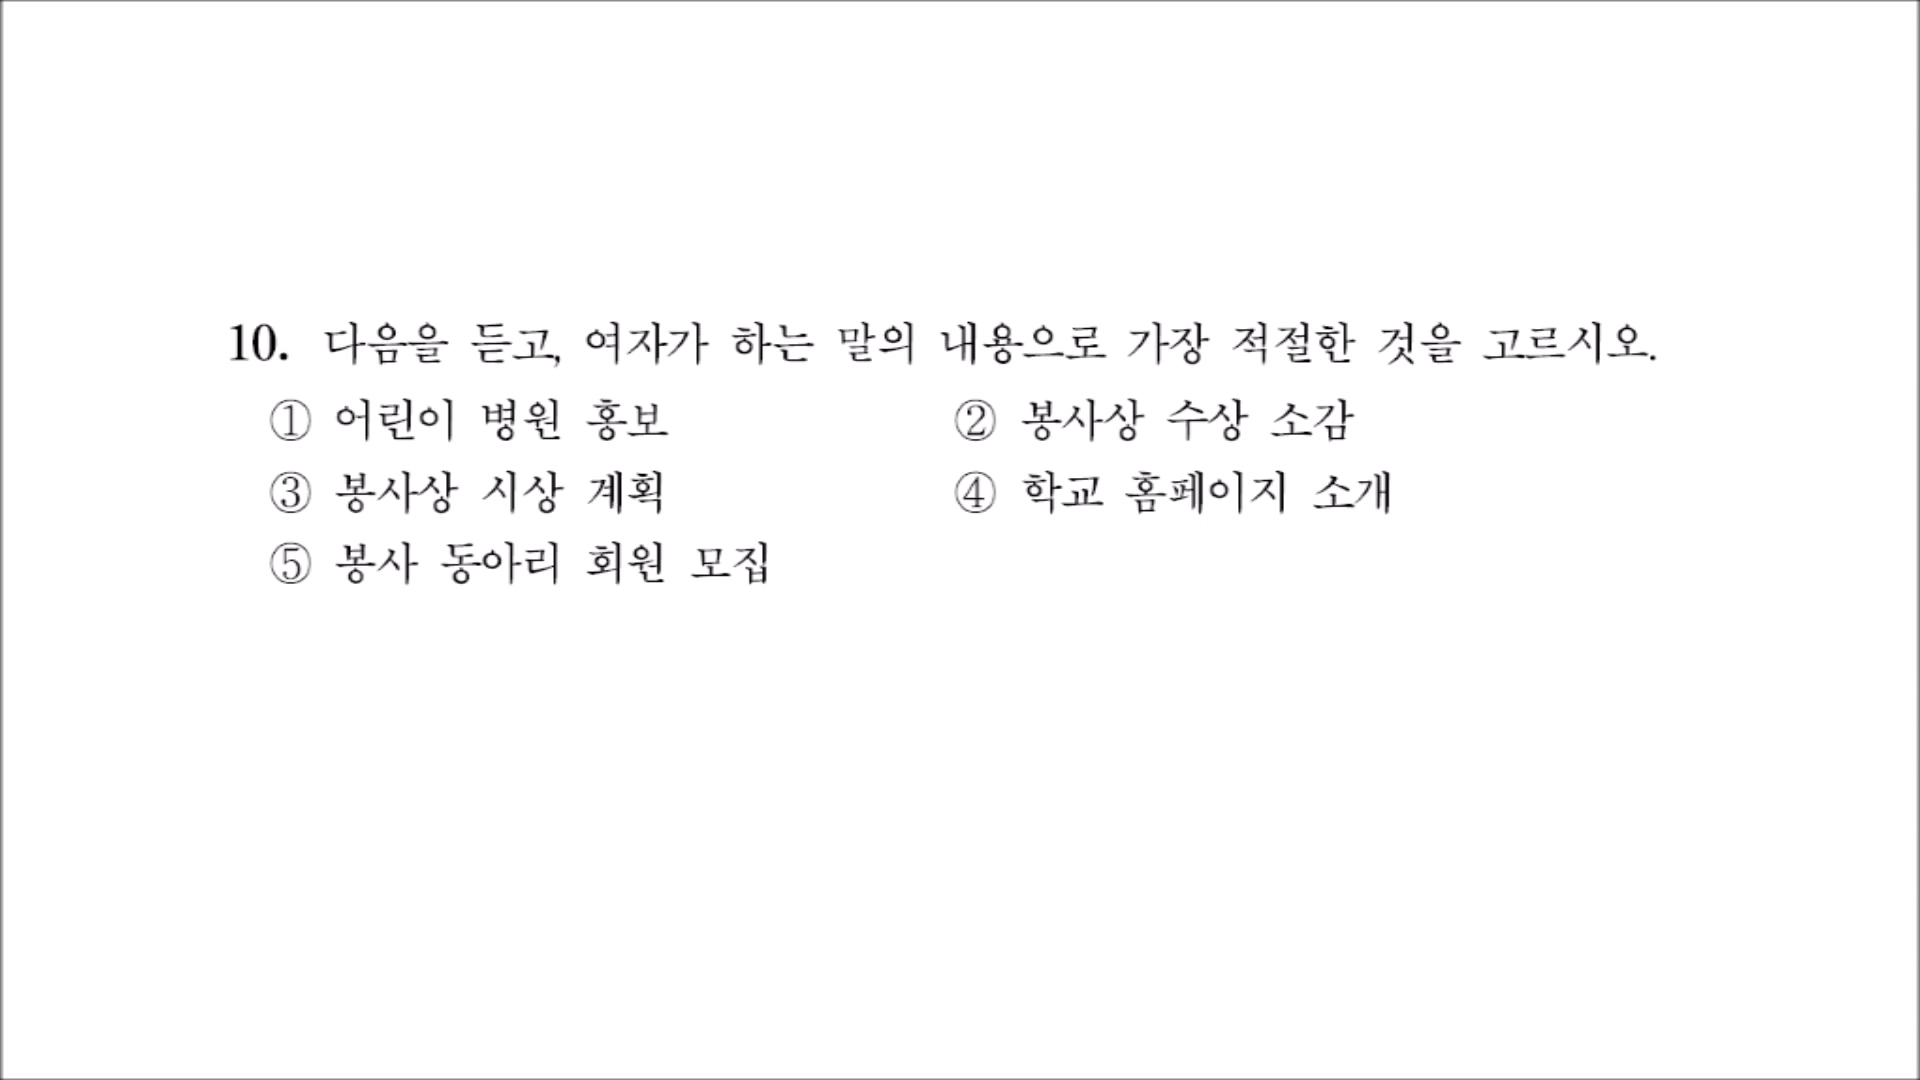 10. 다음을 듣고, 여자가 하는 말의 내용으로 가장 적절한 것을 고르시오.
① 어린이 병원 홍보 ② 봉사상 수상 소감
③ 봉사상 시상 계획 ④ 학교 홈페이지 소개
⑤ 봉사 동아리 회원 모집